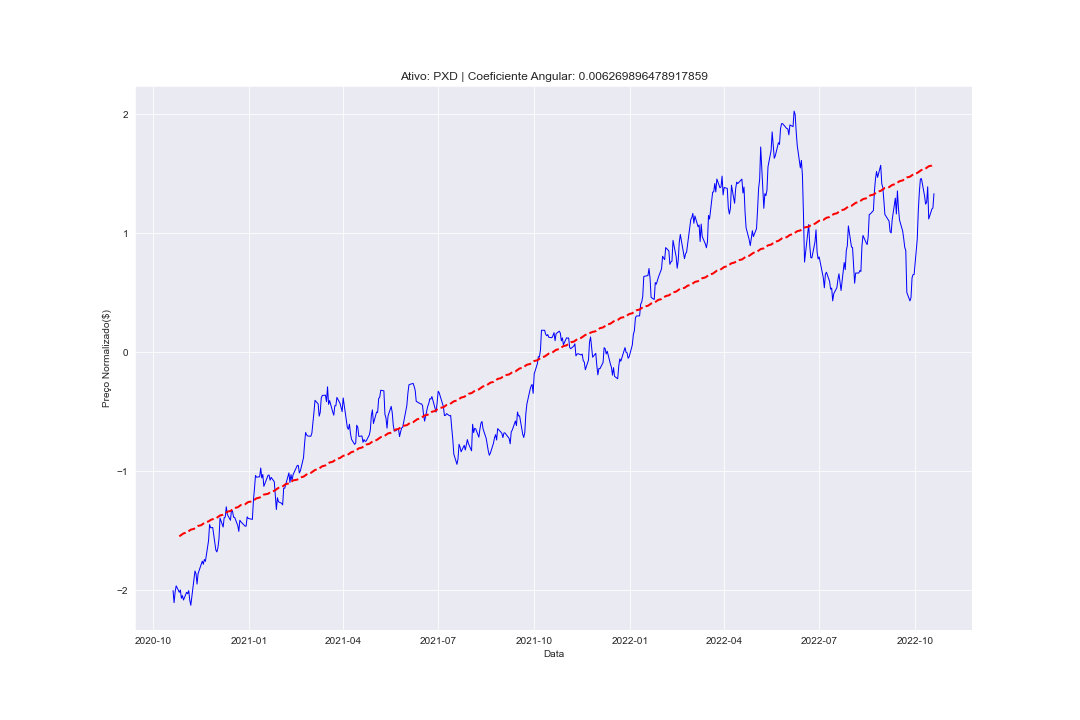 Ativo: PXD | Coeficiente Angular: 0.006269896478917859
2
1
0
−1
−2
Preço Normalizado($)
2020-10 2021-01 2021-04 2021-07 2021-10 2022-01 2022-04 2022-07 2022-10
Data